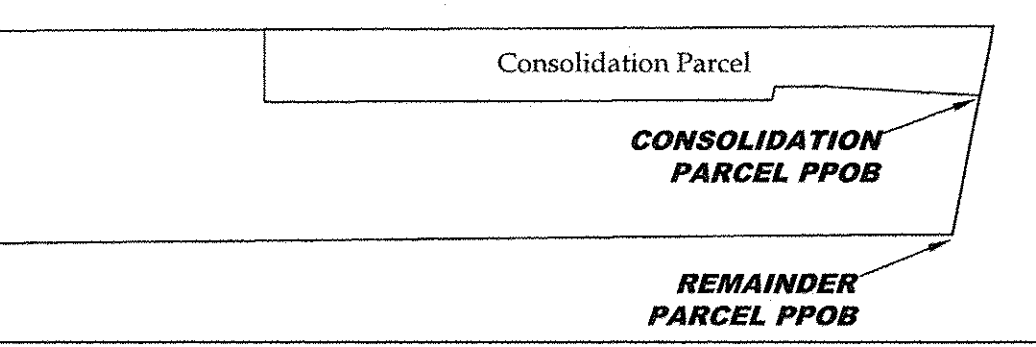 Consolidation Parcel
CONSOLIDATION
PARCEL PPOB
REMAINDER
PARCEL PPOB